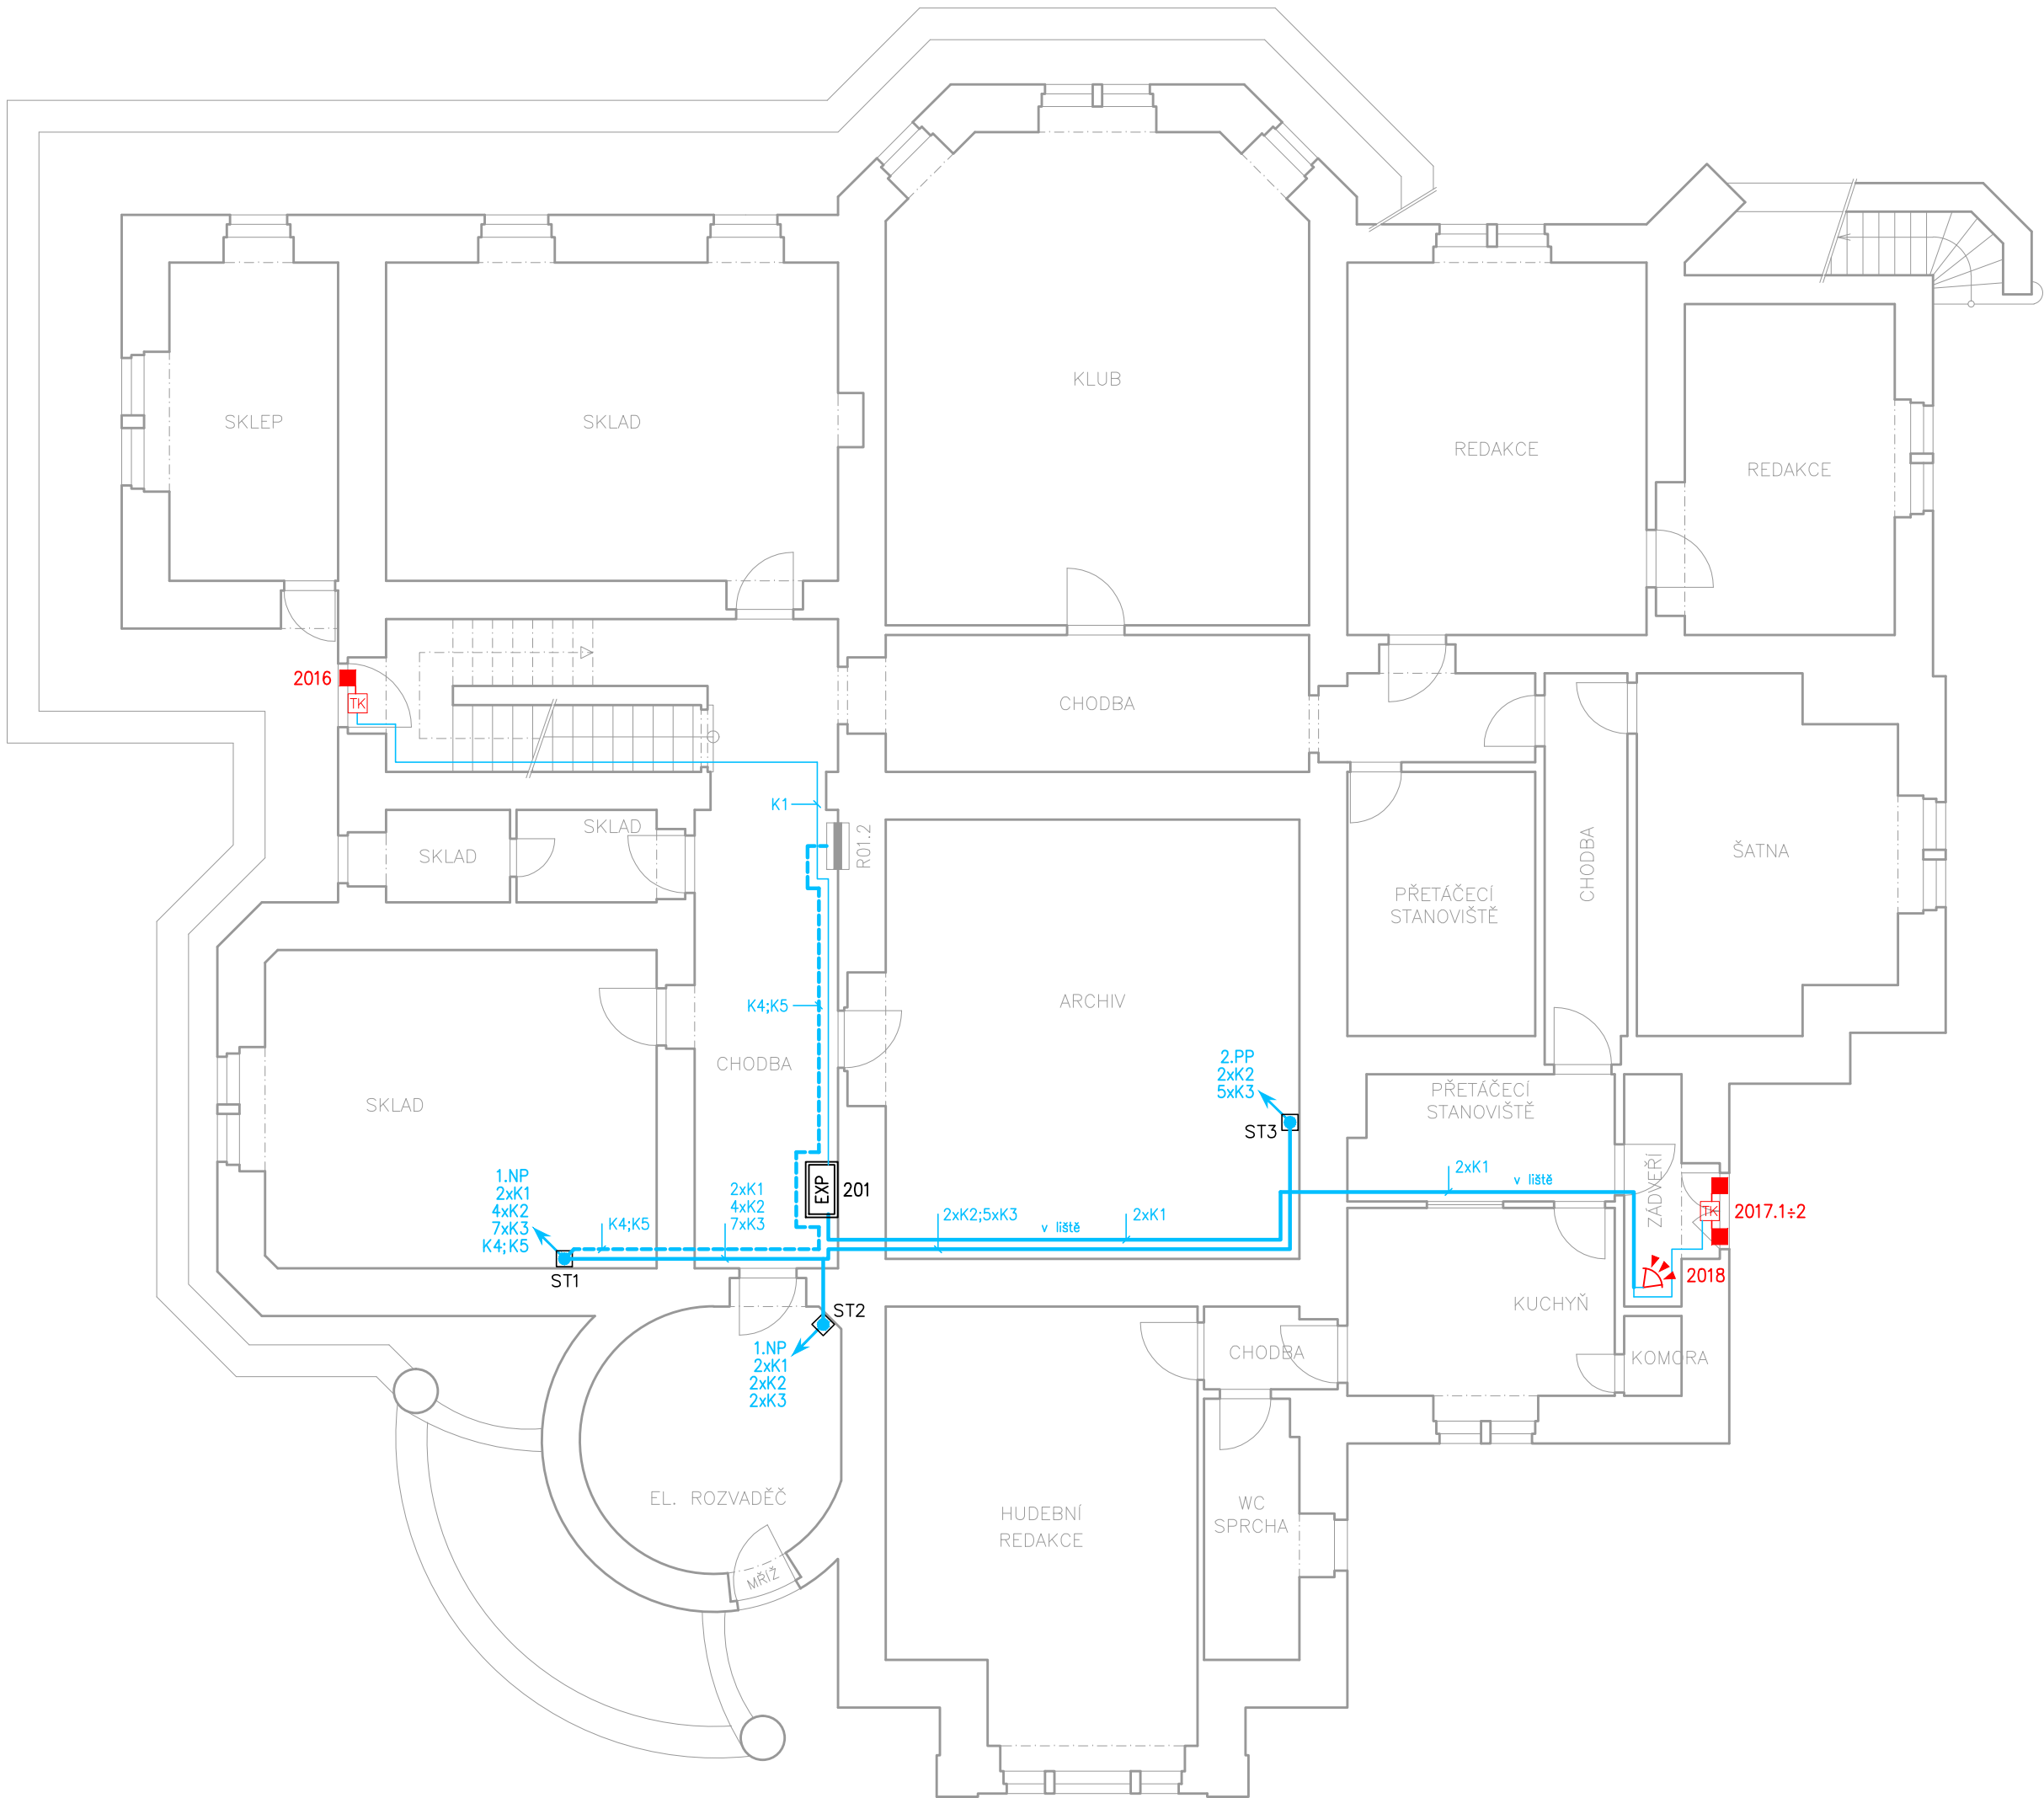 KLUB
SKLEP
SKLAD
REDAKCE
REDAKCE
2016
TK
CHODBA
K1
SKLAD
SKLAD
R01.2
PŘETÁČECÍ
STANOVIŠTĚ
CHODBA
ŠATNA
K4;K5
ARCHIV
CHODBA
SKLAD
2.PP
2xK2
5xK3
ST3
PŘETÁČECÍ
STANOVIŠTĚ
2xK1
v liště
ZÁDVEŘÍ
TK
2017.1÷2
2018
1.NP
2xK1
4xK2
7xK3
K4; K5
ST1
K4;K5
2xK1
4xK2
7xK3
EXP
201
2xK2;5xK3
v liště
2xK1
ST2
1.NP
2xK1
2xK2
2xK3
KUCHYŇ
CHODBA
KOMORA
EL. ROZVADĚČ
MŘÍŽ
HUDEBNÍ
REDAKCE
WC
SPRCHA